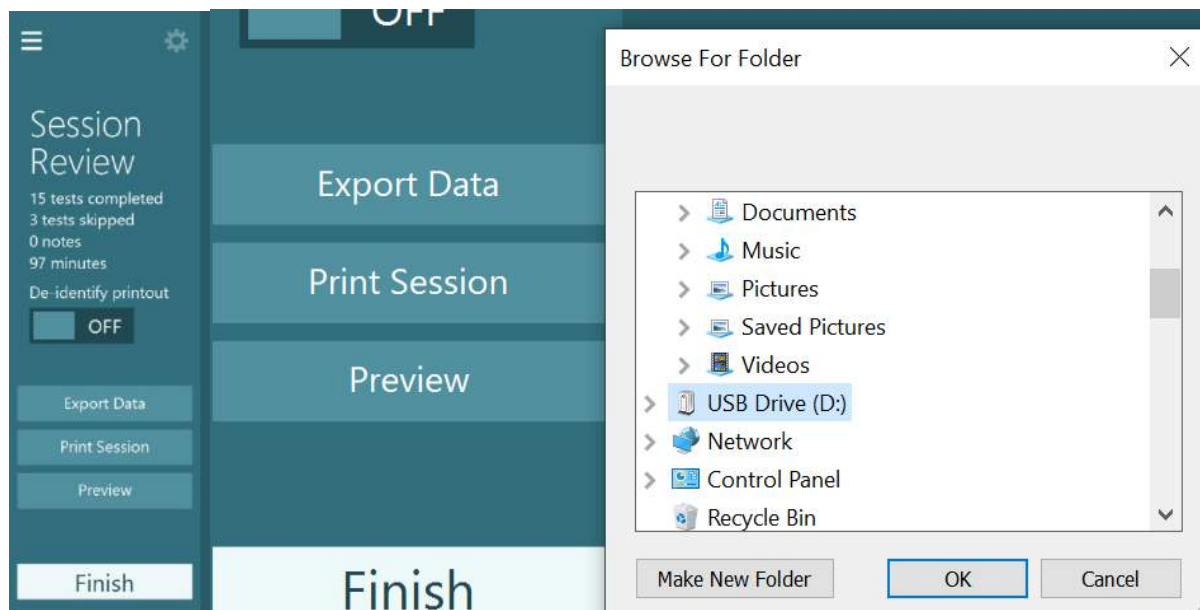 Session
Review
15 tests completed
3 tests skipped
0 notes
97 minutes
De-identify printout
OFF
Export Data
Print Session
Preview
Finish
OFF
Export Data
Print Session
Preview
Finish
Browse For Folder
Documents
Music
Pictures
Saved Pictures
Videos
USB Drive (D:)
Network
Control Panel
Recycle Bin
Make New Folder
OK
Cancel